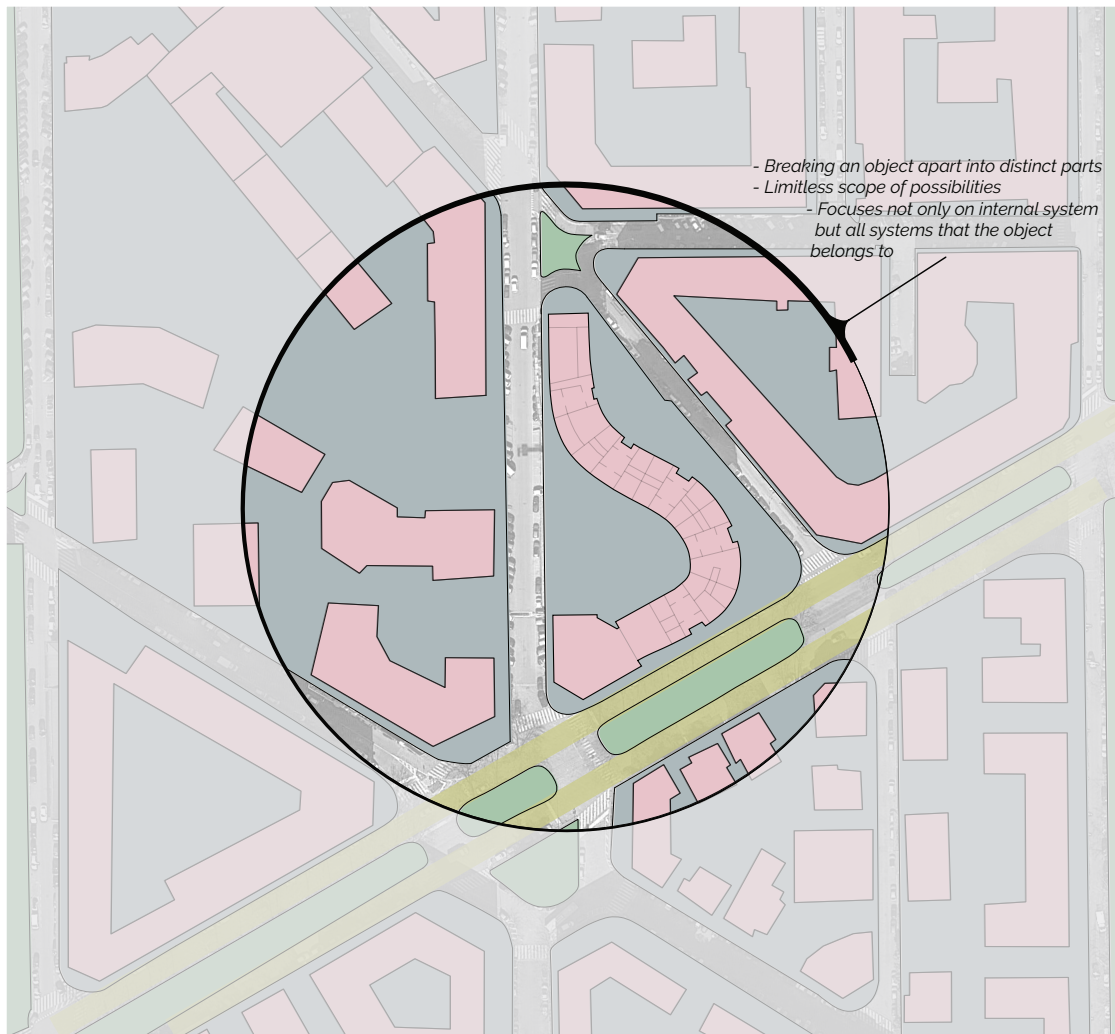 - Breaking an object apart into distinct parts
- Limitless scope of possibilities
- Focuses not only on internal system
but all systems that the object
belongs to